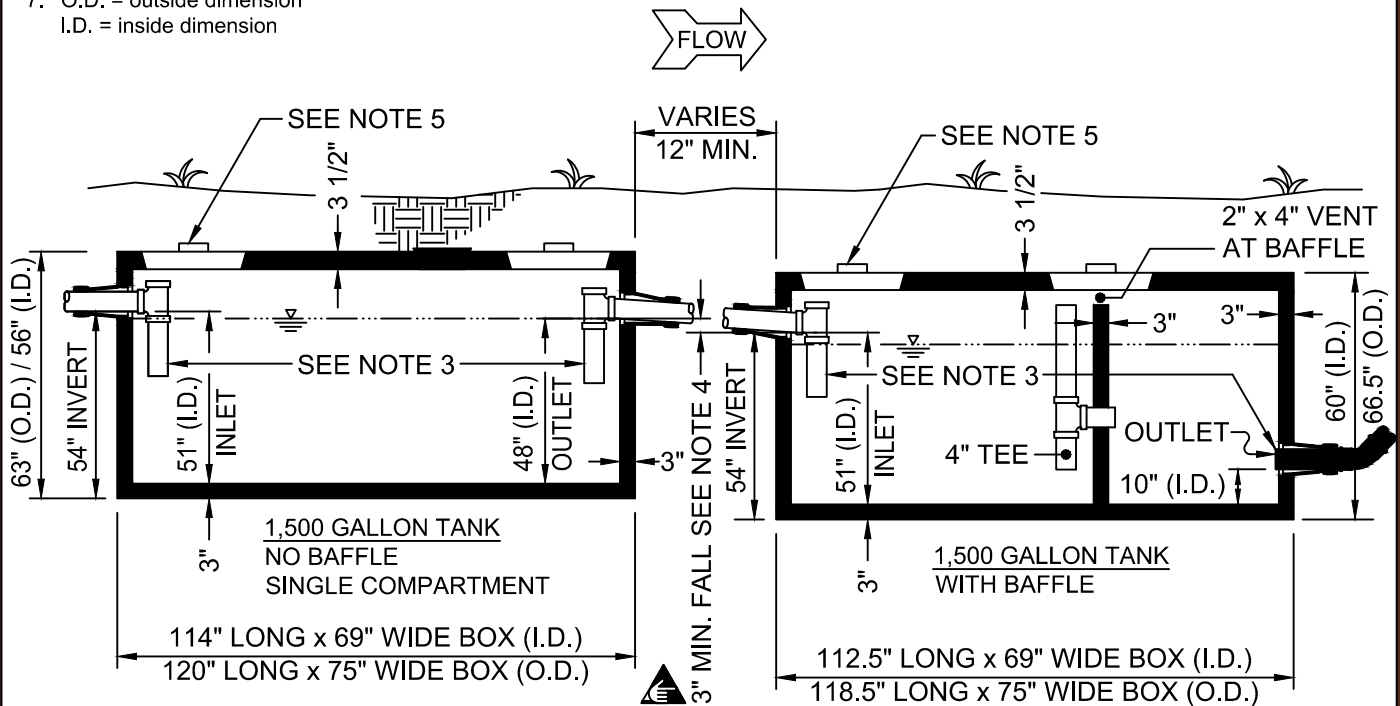 7. O.D. = outside dimension
I.D. = inside dimension
FLOW
SEE NOTE 5
VARIES
12" MIN.
SEE NOTE 5
3 1/2"
3 1/2"
2" x 4" VENT
AT BAFFLE
63" (O.D.) / 56" (I.D.)
54" INVERT
51" (I.D.)
INLET
SEE NOTE 3
48" (I.D.)
OUTLET
3"
3"
1,500 GALLON TANK
NO BAFFLE
SINGLE COMPARTMENT
114" LONG x 69" WIDE BOX (I.D.)
120" LONG x 75" WIDE BOX (O.D.)
3" MIN. FALL SEE NOTE 4
54" INVERT
51" (I.D.)
INLET
SEE NOTE 3
3"
3"
4" TEE
OUTLET
10" (I.D.)
60" (I.D.)
66.5" (O.D.)
3"
1,500 GALLON TANK
WITH BAFFLE
112.5" LONG x 69" WIDE BOX (I.D.)
118.5" LONG x 75" WIDE BOX (O.D.)